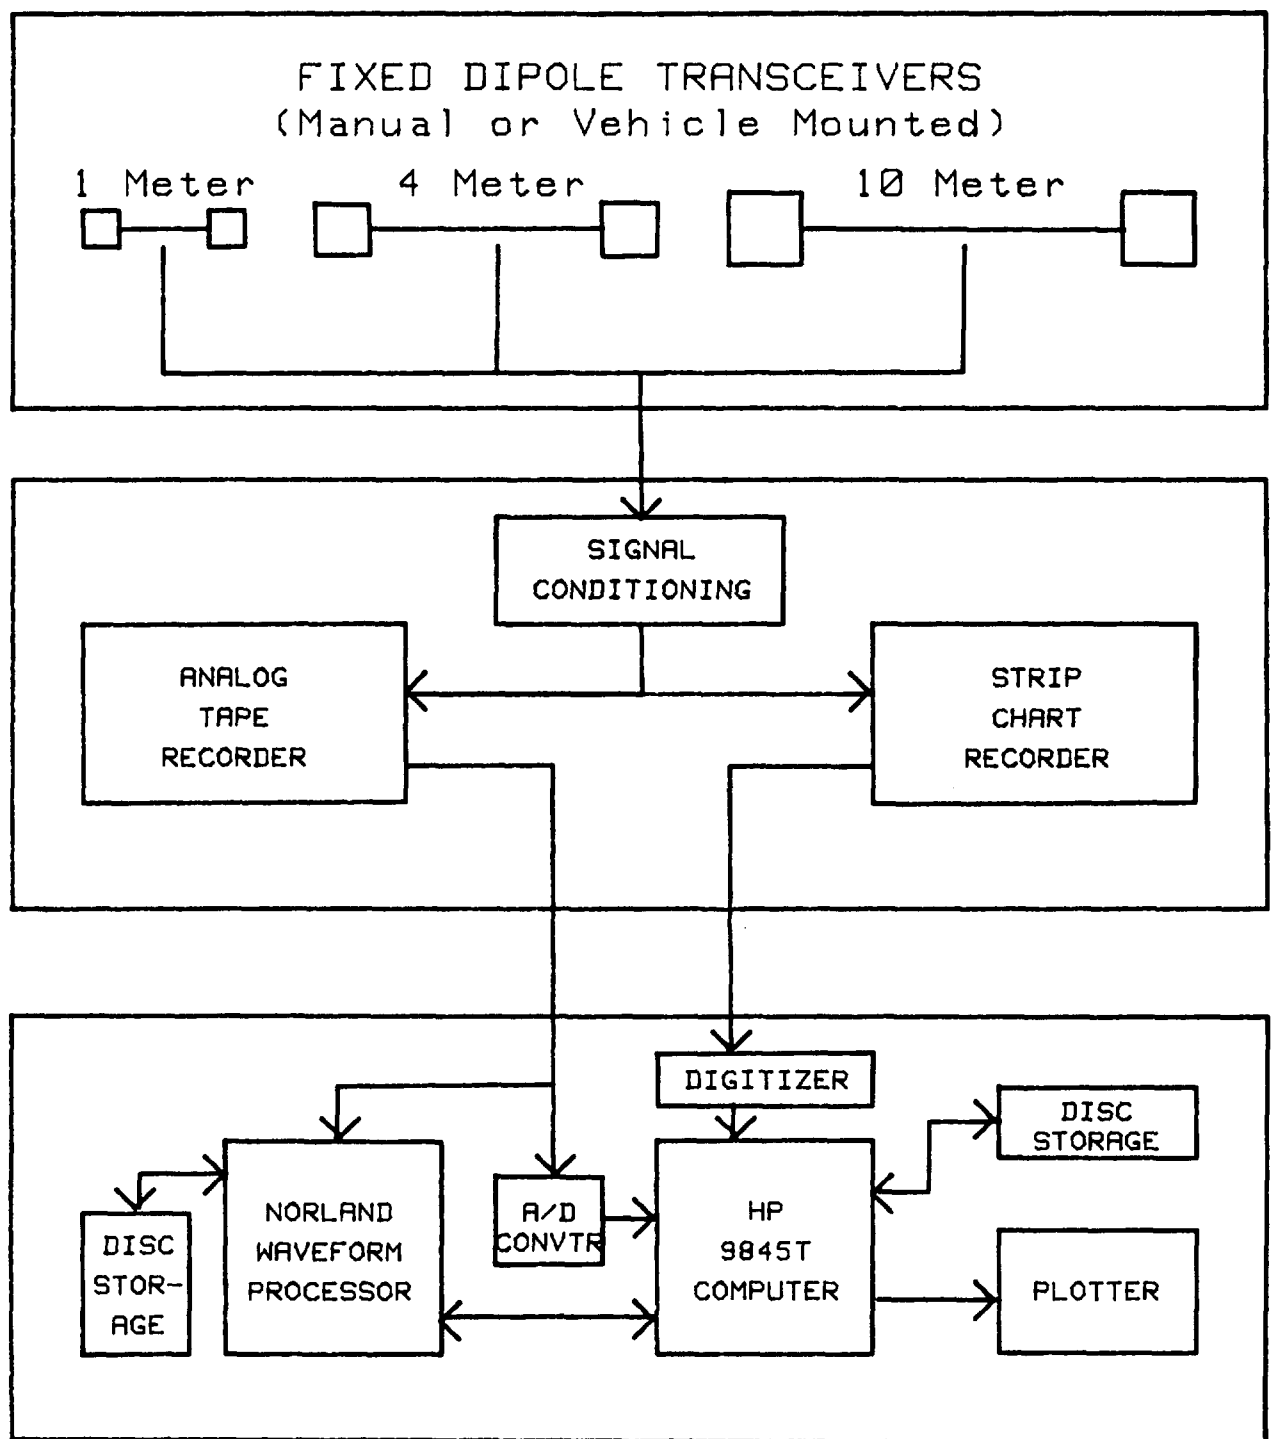 FIXED DIPOLE TRANSCEIVERS
(Manual or Vehicle Mounted)
1 Meter
4 Meter
10 Meter
SIGNAL
CONDITIONING
ANALOG
TAPE
RECORDER
STRIP
CHART
RECORDER
DIGITIZER
DISC
STORAGE
NORLAND
WAVEFORM
PROCESSOR
A/D
CONVTR
HP
9845T
COMPUTER
DISC
STOR-
AGE
PLOTTER